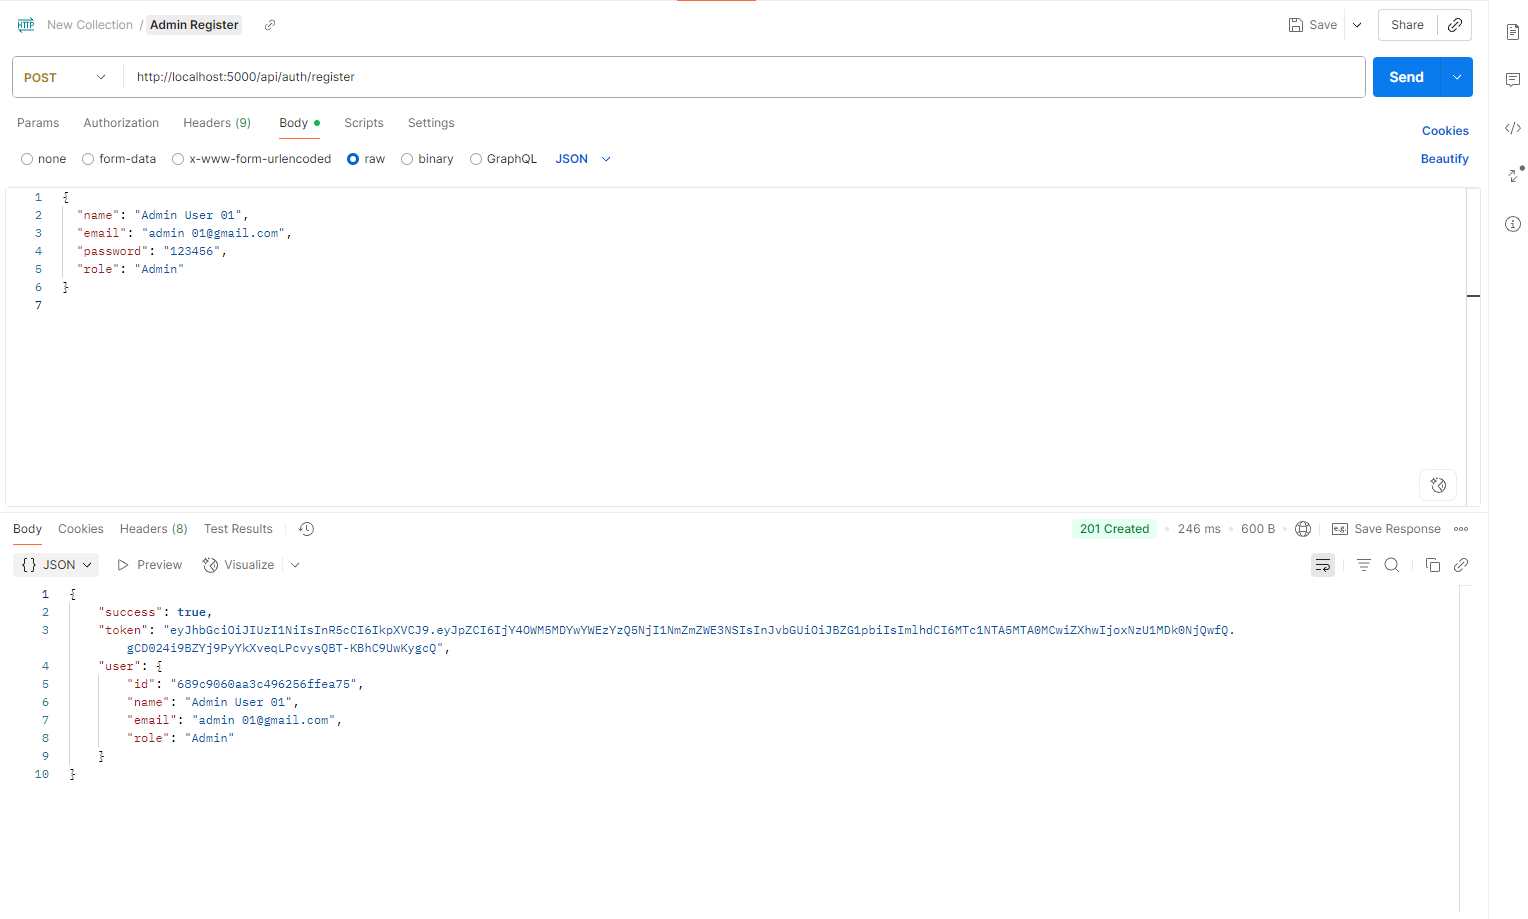 HTTP New Collection / Admin Register Save Share
POST http://localhost:5000/api/auth/register Send
Params Authorization Headers (9) Body Scripts Settings Cookies
none form-data x-www-form-urlencoded raw binary GraphQL JSON Beautify
1 {
2 "name": "Admin User 01",
3 "email": "admin 01@gmail.com",
4 "password": "123456",
5 "role": "Admin"
6 }
7
Body Cookies Headers (8) Test Results 201 Created • 246 ms • 600 B • e.g. Save Response
{} JSON Preview Visualize
1 {
2 "success": true,
3 "token": "eyJhbGciOiJIUzI1NiIsInR5cCI6IkpXVCJ9.eyJpZCI6IjY4OWM5MDYwYWEzYzQ5NjI1NmZmZWE3NSIsInJvbGUiOiJBZG1pbiIsImlhdCI6MTc1NTA5MTA0MCwiZXhwIjoxNzU1MDk0NjQwfQ.
gCD024i9BZYj9PyYkXveqLPcvysQBT-KBhC9UwKygcQ",
4 "user": {
5 "id": "689c9060aa3c496256ffea75",
6 "name": "Admin User 01",
7 "email": "admin 01@gmail.com",
8 "role": "Admin"
9 }
10 }